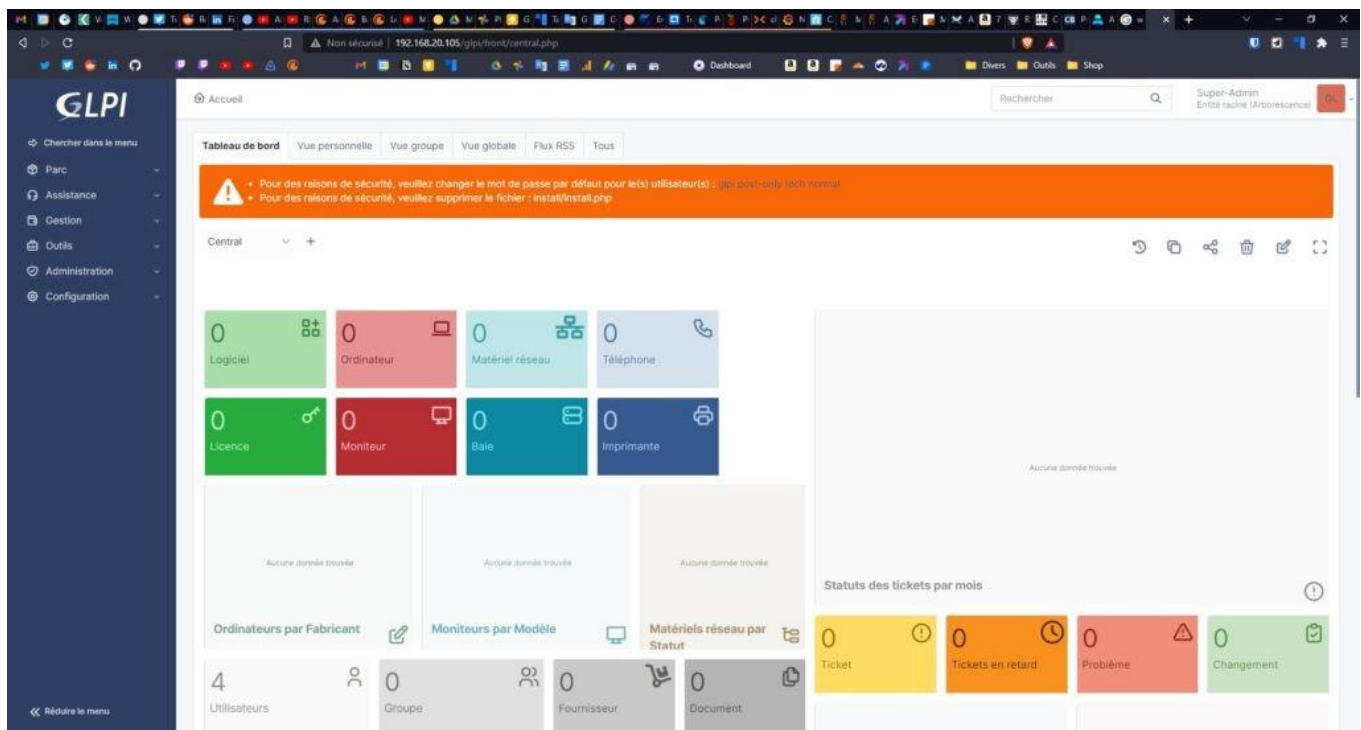 Non sécurisé 192.168.20.105/glpi/front/central.php
Dashboard
Divers
Outils
Shop
GLPI
Chercher dans le menu
Parc
Assistance
Gestion
Outils
Administration
Configuration
Réduire le menu
Accueil
Rechercher
Super-Admin
Entité racine (Arborescence)
GL
Tableau de bord
Vue personnelle
Vue groupe
Vue globale
Flux RSS
Tous
• Pour des raisons de sécurité, veuillez changer le mot de passe par défaut pour le(s) utilisateur(s) : glpi post-only tech normal
• Pour des raisons de sécurité, veuillez supprimer le fichier : install/install.php
Central
0
Logiciel
0
Ordinateur
0
Matériel réseau
0
Téléphone
0
Licence
0
Moniteur
0
Baie
0
Imprimante
Aucune donnée trouvée
Statuts des tickets par mois
Aucune donnée trouvée
Ordinateurs par Fabricant
Aucune donnée trouvée
Moniteurs par Modèle
Aucune donnée trouvée
Matériels réseau par
Statut
0
Ticket
0
Tickets en retard
0
Problème
0
Changement
4
Utilisateurs
0
Groupe
0
Fournisseur
0
Document